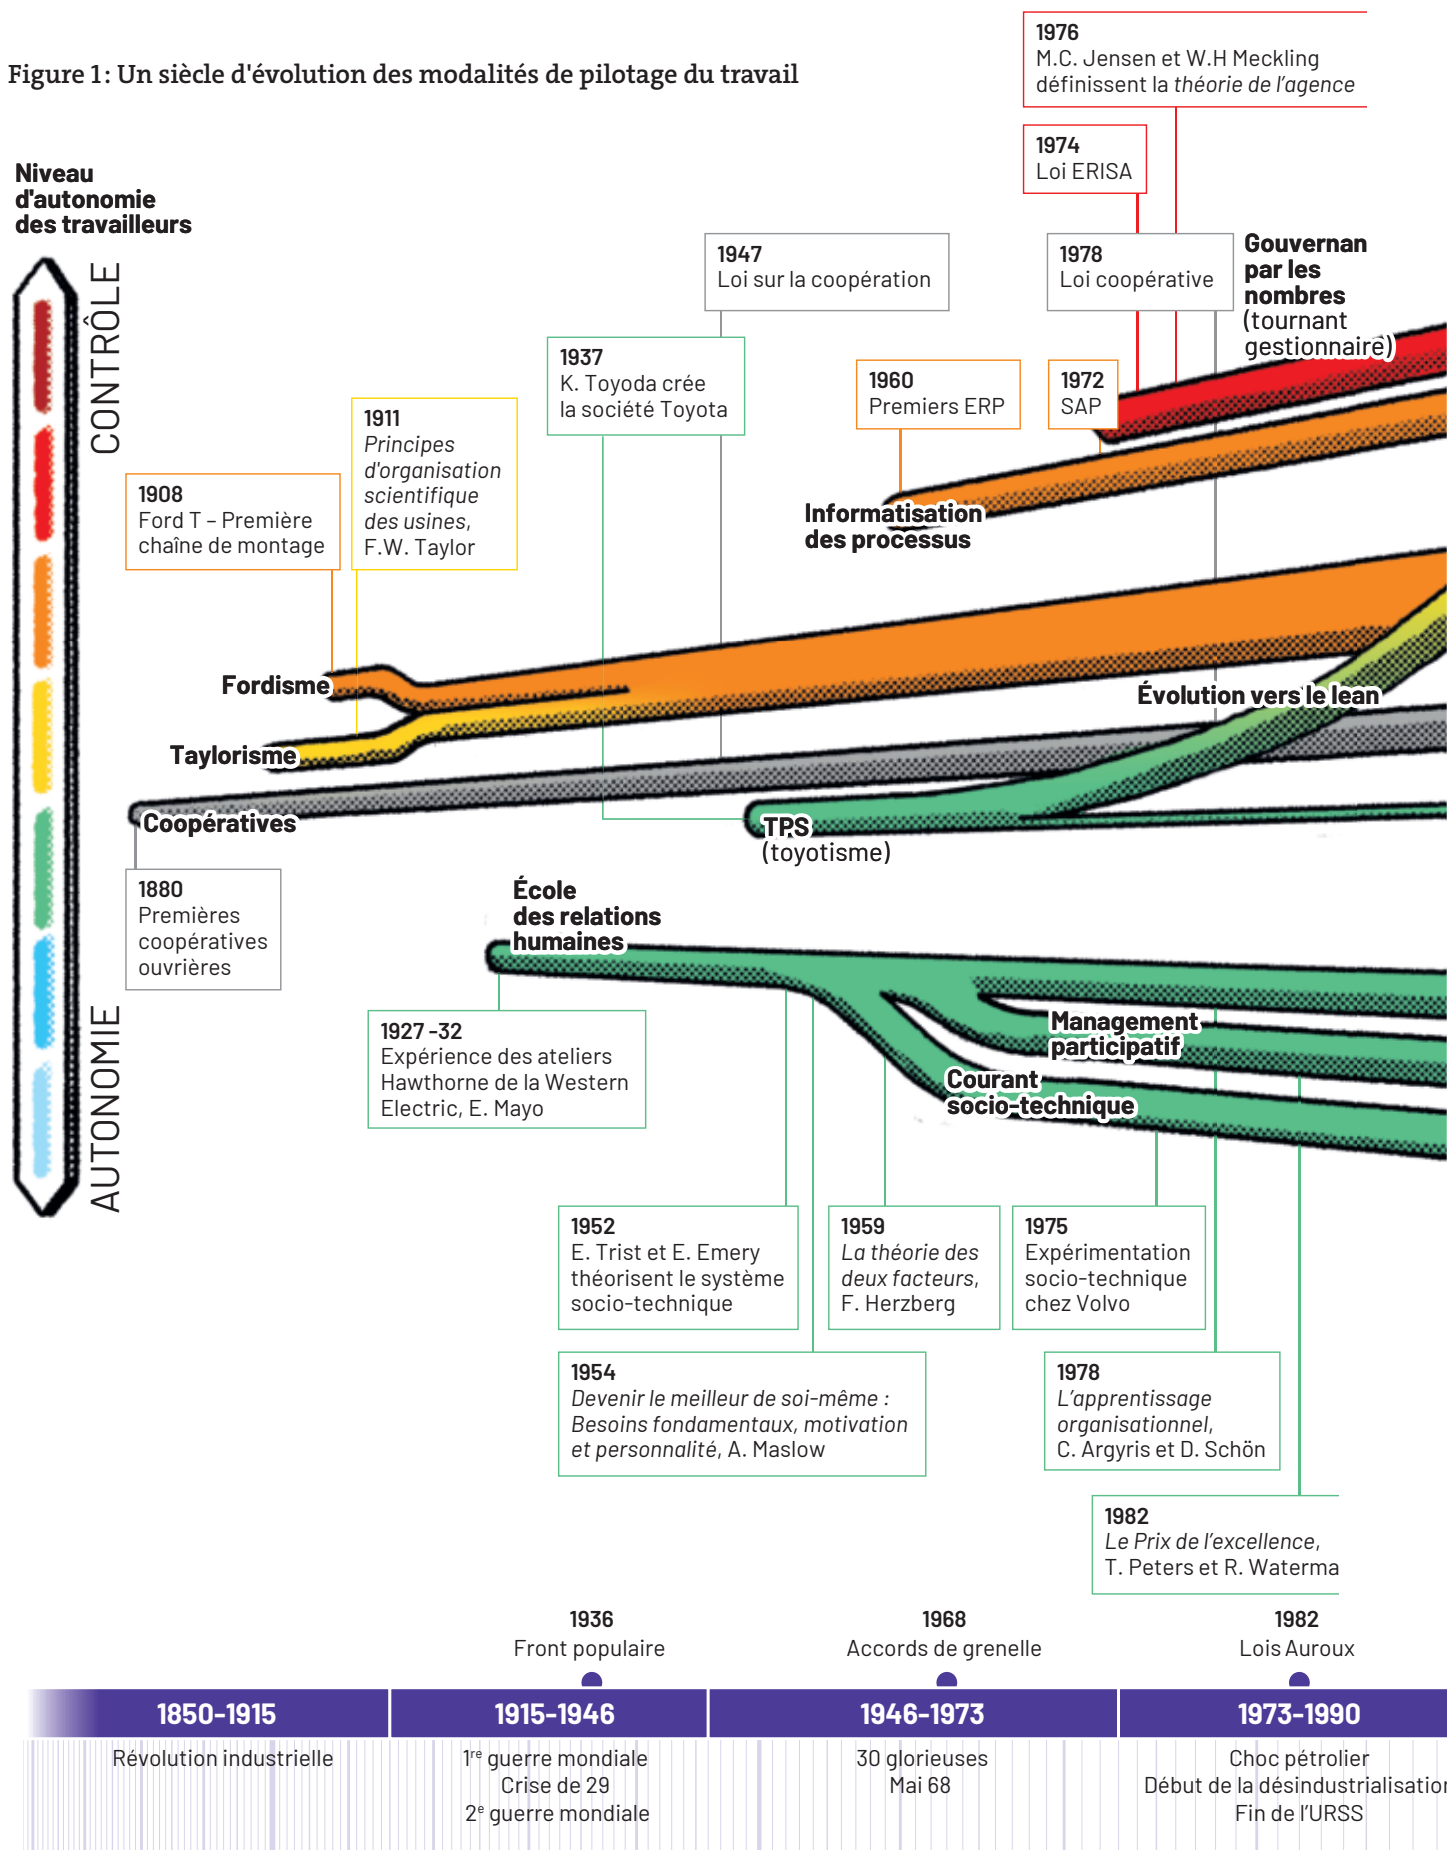 Figure 1: Un siècle d'évolution des modalités de pilotage du travail
1976
M.C. Jensen et W.H Meckling
définissent la théorie de l'agence
1974
Loi ERISA
Niveau
d'autonomie
des travailleurs
CONTRÔLE
AUTONOMIE
1947
Loi sur la coopération
1978
Loi coopérative
Gouvernan
par les
nombres
(tournant
gestionnaire)
1937
K. Toyoda crée
la société Toyota
1960
Premiers ERP
1972
SAP
1911
Principes
d'organisation
scientifique
des usines,
F.W. Taylor
1908
Ford T – Première
chaîne de montage
Informatisation
des processus
Fordisme
Évolution vers le lean
Taylorisme
Coopératives
TPS
(toyotisme)
1880
Premières
coopératives
ouvrières
École
des relations
humaines
1927-32
Expérience des ateliers
Hawthorne de la Western
Electric, E. Mayo
Management
participatif
Courant
socio-technique
1952
E. Trist et E. Emery
théorisent le système
socio-technique
1959
La théorie des
deux facteurs,
F. Herzberg
1975
Expérimentation
socio-technique
chez Volvo
1954
Devenir le meilleur de soi-même :
Besoins fondamentaux, motivation
et personnalité, A. Maslow
1978
L'apprentissage
organisationnel,
C. Argyris et D. Schön
1982
Le Prix de l'excellence,
T. Peters et R. Waterma
1936
Front populaire
1968
Accords de grenelle
1982
Lois Auroux
1850-1915
1915-1946
1946-1973
1973-1990
Révolution industrielle
1re guerre mondiale
Crise de 29
2e guerre mondiale
30 glorieuses
Mai 68
Choc pétrolier
Début de la désindustrialisation
Fin de l'URSS